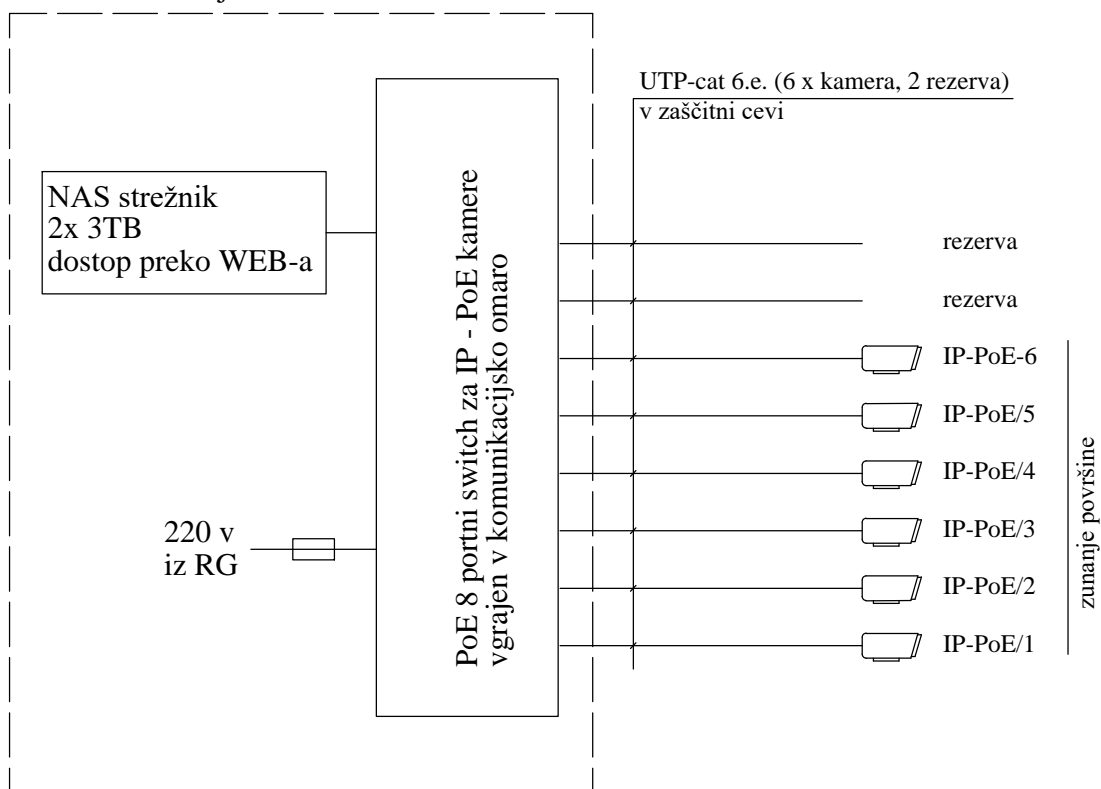 UTP-cat 6.e. (6 x kamera, 2 rezerva)
v zaščitni cevi
NAS strežnik
2x 3TB
dostop preko WEB-a
220 v
iz RG
PoE 8 portni switch za IP - PoE kamere
vgrajen v komunikacijsko omaro
rezerva
rezerva
IP-PoE-6
IP-PoE/5
IP-PoE/4
IP-PoE/3
IP-PoE/2
IP-PoE/1
zunanje površine